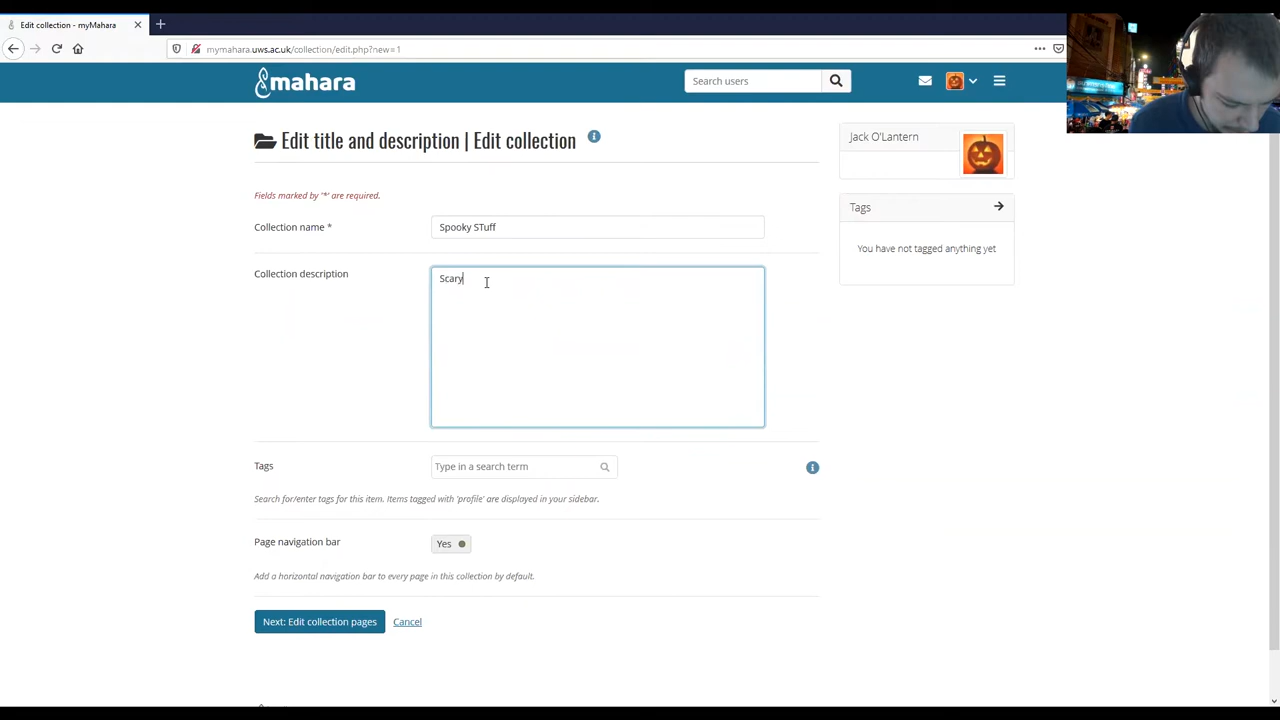 Edit collection - myMahara
mymahara.uws.ac.uk/collection/edit.php?new=1
mahara
Search users
Edit title and description | Edit collection
Jack O'Lantern
Fields marked by '*' are required.
Tags
Collection name *
Spooky STuff
You have not tagged anything yet
Collection description
Scary
Tags
Type in a search term
Search for/enter tags for this item. Items tagged with 'profile' are displayed in your sidebar.
Page navigation bar
Yes
Add a horizontal navigation bar to every page in this collection by default.
Next: Edit collection pages
Cancel